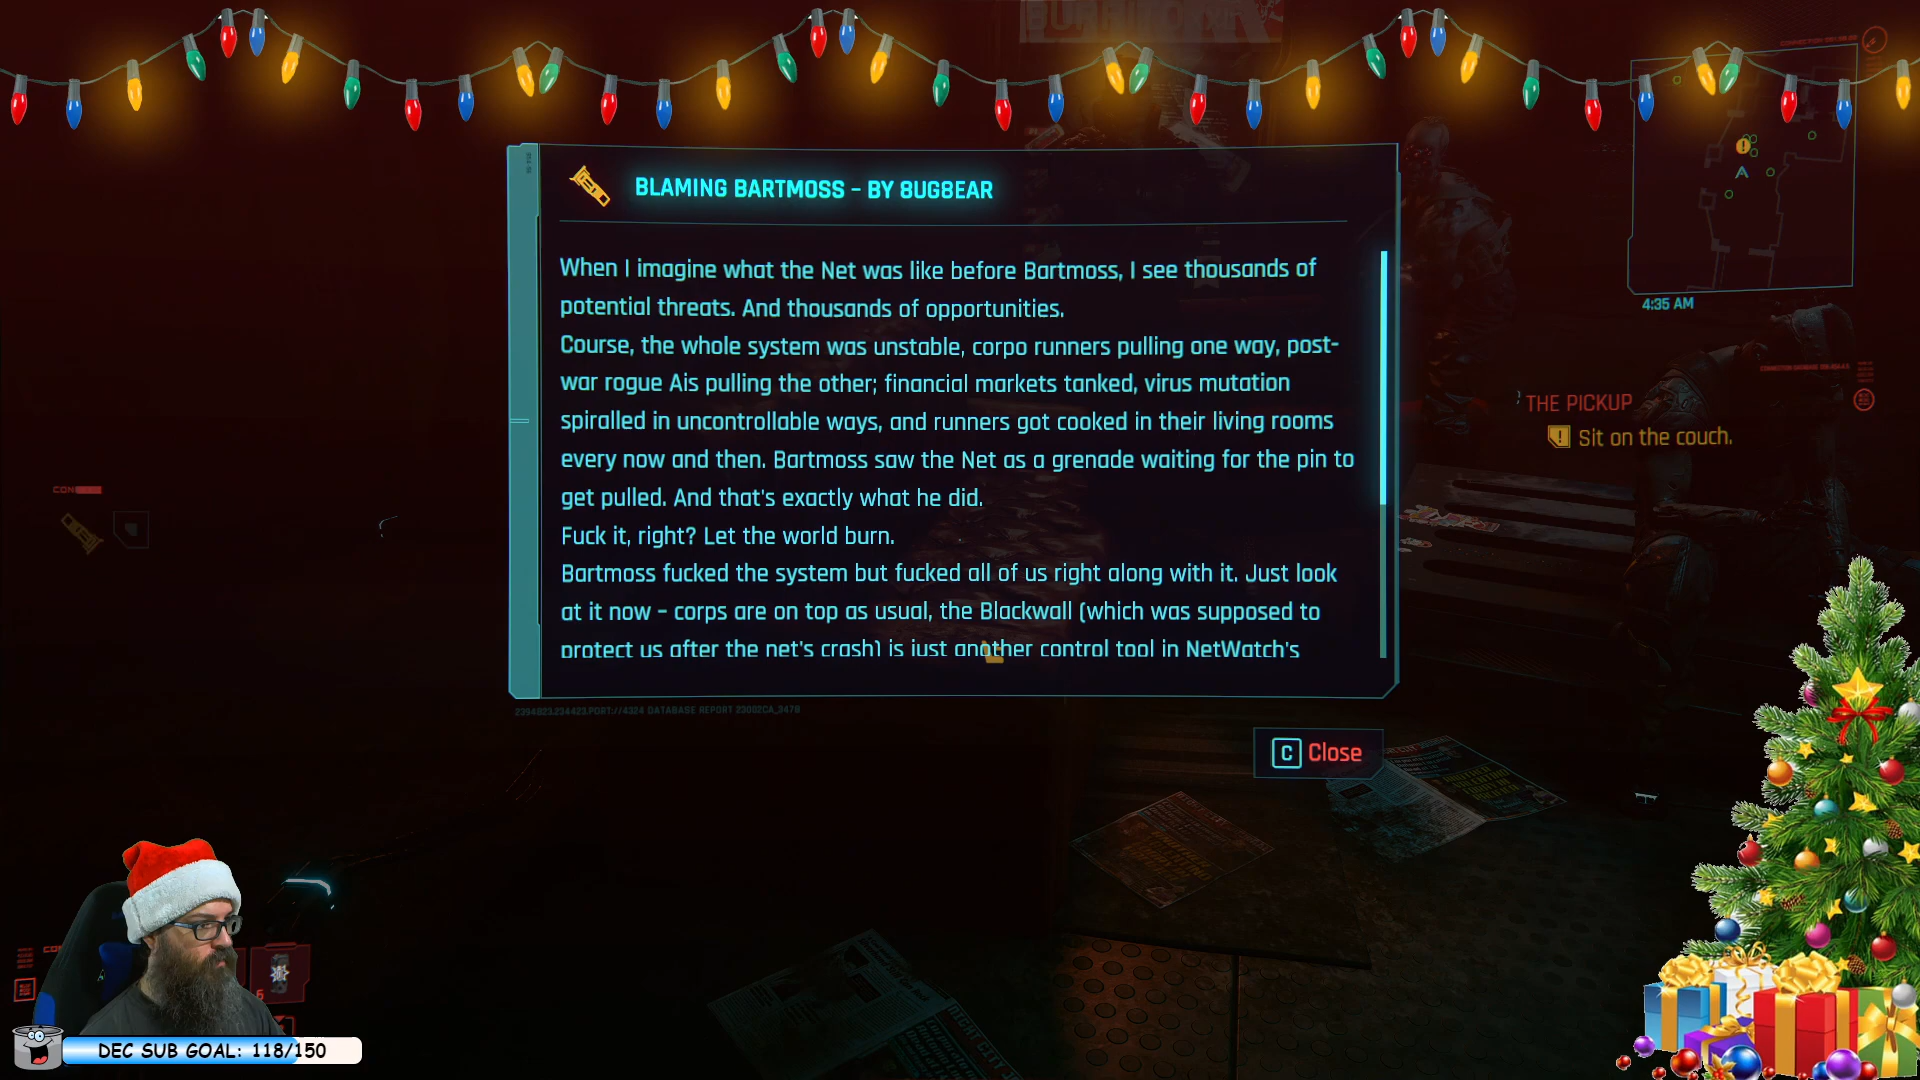 BLAMING BARTMOSS – BY 8UG8EAR
When I imagine what the Net was like before Bartmoss, I see thousands of
potential threats. And thousands of opportunities.
Course, the whole system was unstable, corpo runners pulling one way, post-
war rogue Ais pulling the other; financial markets tanked, virus mutation
spiralled in uncontrollable ways, and runners got cooked in their living rooms
every now and then. Bartmoss saw the Net as a grenade waiting for the pin to
get pulled. And that's exactly what he did.
Fuck it, right? Let the world burn.
Bartmoss fucked the system but fucked all of us right along with it. Just look
at it now – corps are on top as usual, the Blackwall (which was supposed to
protect us after the net's crash) is just another control tool in NetWatch's
C Close
4:35 AM
THE PICKUP
Sit on the couch.
6
DEC SUB GOAL: 118/150